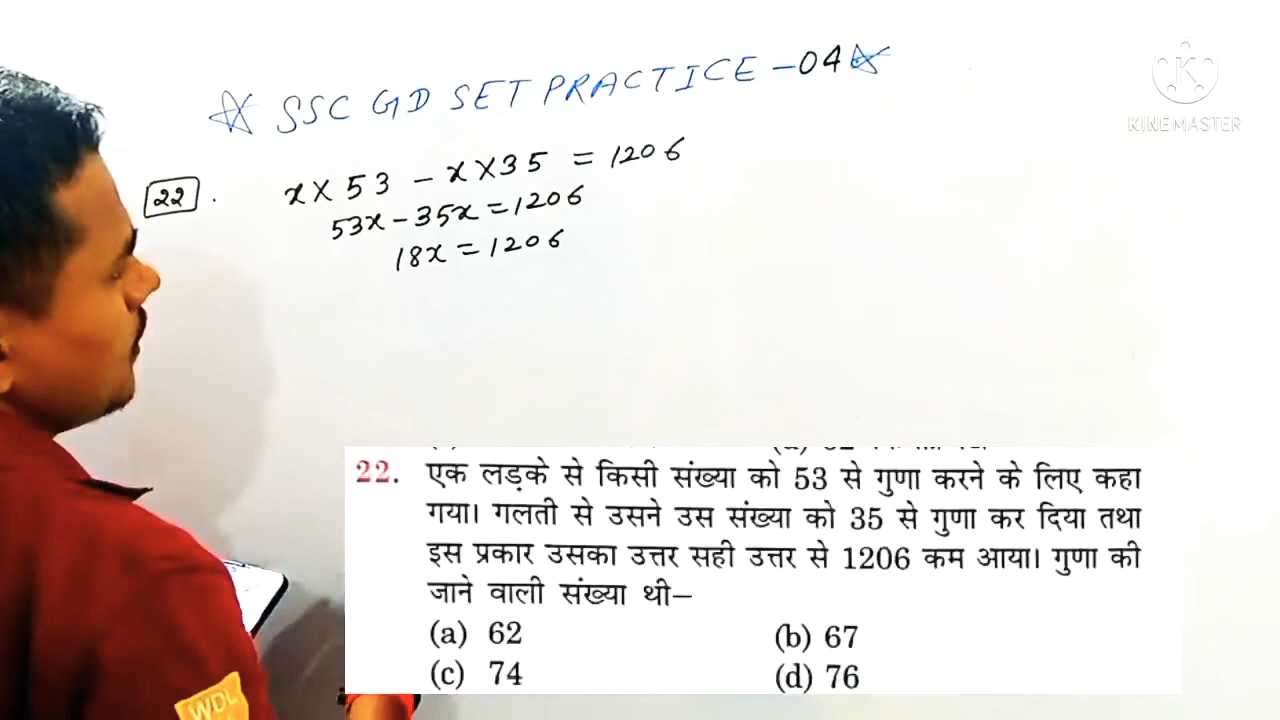 ☆ SSC GD SET PRACTICE -04☆
KINEMASTER
22. x × 53 - x × 35 = 1206
53x - 35x = 1206
18x = 1206
22. एक लड़के से किसी संख्या को 53 से गुणा करने के लिए कहा
गया। गलती से उसने उस संख्या को 35 से गुणा कर दिया तथा
इस प्रकार उसका उत्तर सही उत्तर से 1206 कम आया। गुणा की
जाने वाली संख्या थी–
(a) 62 (b) 67
(c) 74 (d) 76
WDL